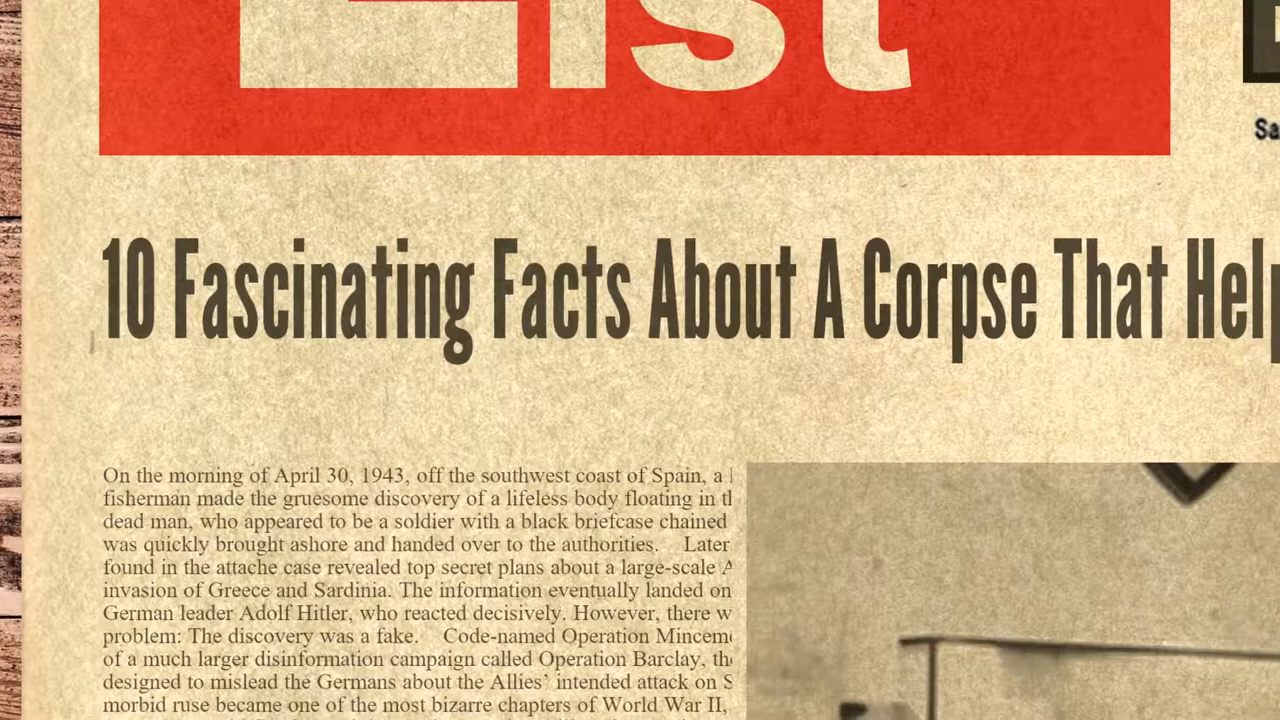 List
Sa
10 Fascinating Facts About A Corpse That Help
On the morning of April 30, 1943, off the southwest coast of Spain, a
fisherman made the gruesome discovery of a lifeless body floating in
dead man, who appeared to be a soldier with a black briefcase chained
was quickly brought ashore and handed over to the authorities. Later
found in the attache case revealed top secret plans about a large-scale
invasion of Greece and Sardinia. The information eventually landed on
German leader Adolf Hitler, who reacted decisively. However, there w
problem: The discovery was a fake. Code-named Operation Mincem
of a much larger disinformation campaign called Operation Barclay,
designed to mislead the Germans about the Allies’ intended attack on S
morbid ruse became one of the most bizarre chapters of World War II,